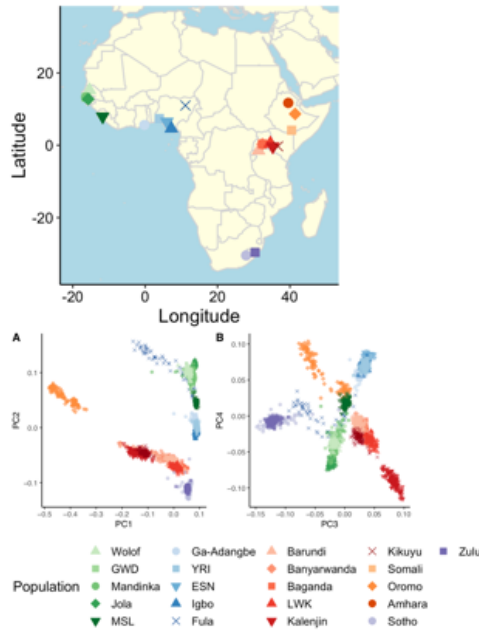 20
0
-20
Latitude
-20 0 20 40
Longitude
A B
0.1
0.0
-0.1
PC2
-0.5 -0.4 -0.3 -0.2 -0.1 0.0 0.1
PC1
0.10
0.05
0.00
-0.05
-0.10
PC4
-0.15 -0.10 -0.05 0.00 0.05 0.10
PC3
Population
Wolof Ga-Adangbe Barundi Kikuyu Zulu
GWD YRI Banyarwanda Somali
Mandinka ESN Baganda Oromo
Jola Igbo LWK Amhara
MSL Fula Kalenjin Sotho